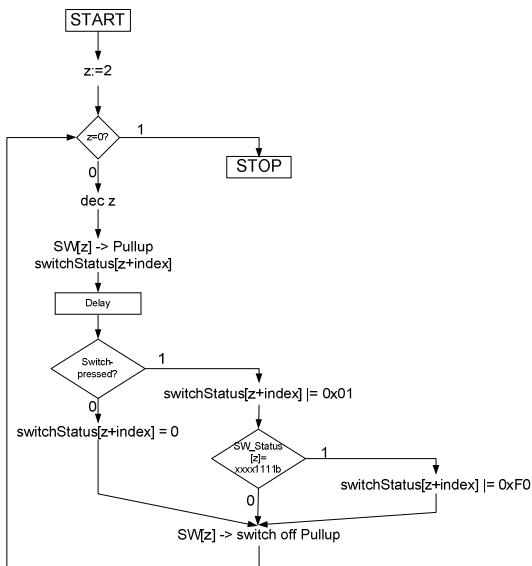 START
z:=2
z=0?
1
STOP
0
dec z
SW[z] -> Pullup
switchStatus[z+index]
Delay
Switch-
pressed?
1
switchStatus[z+index] |= 0x01
0
switchStatus[z+index] = 0
SW_Status
[z]=
xxxx1111b
1
switchStatus[z+index] |= 0xF0
0
SW[z] -> switch off Pullup